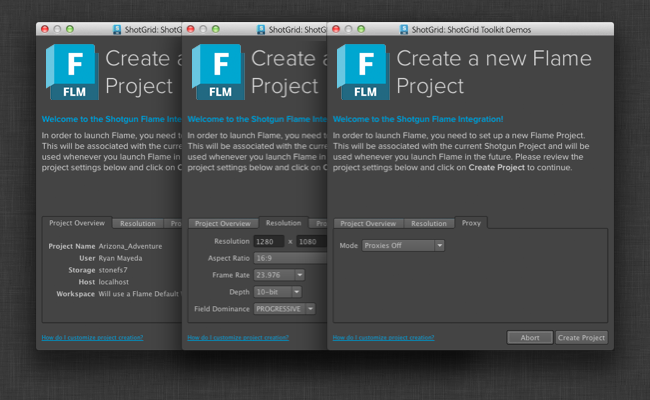 ShotGrid: ShotG
F
FLM
Create a
Project
Welcome to the Shotgun Flame Inte
In order to launch Flame, you need t
This will be associated with the curre
used whenever you launch Flame in
project settings below and click on C
Project Overview
Resolution
Pro
Project Name Arizona_Adventure
User Ryan Mayeda
Storage stonefs7
Host localhost
Workspace Will use a Flame Default
How do I customize project creation?
ShotGrid: ShotG
F
FLM
Create a
Project
Welcome to the Shotgun Flame Inte
In order to launch Flame, you need t
This will be associated with the curre
used whenever you launch Flame in
project settings below and click on C
Project Overview
Resolution
Pro
Resolution 1280 x 1080
Aspect Ratio 16:9
Frame Rate 23.976
Depth 10-bit
Field Dominance PROGRESSIVE
How do I customize project creation?
ShotGrid: ShotGrid Toolkit Demos
F
FLM
Create a new Flame
Project
Welcome to the Shotgun Flame Integration!
In order to launch Flame, you need to set up a new Flame Project.
This will be associated with the current Shotgun Project and will be
used whenever you launch Flame in the future. Please review the
project settings below and click on Create Project to continue.
Project Overview
Resolution
Proxy
Mode Proxies Off
How do I customize project creation?
Abort
Create Project